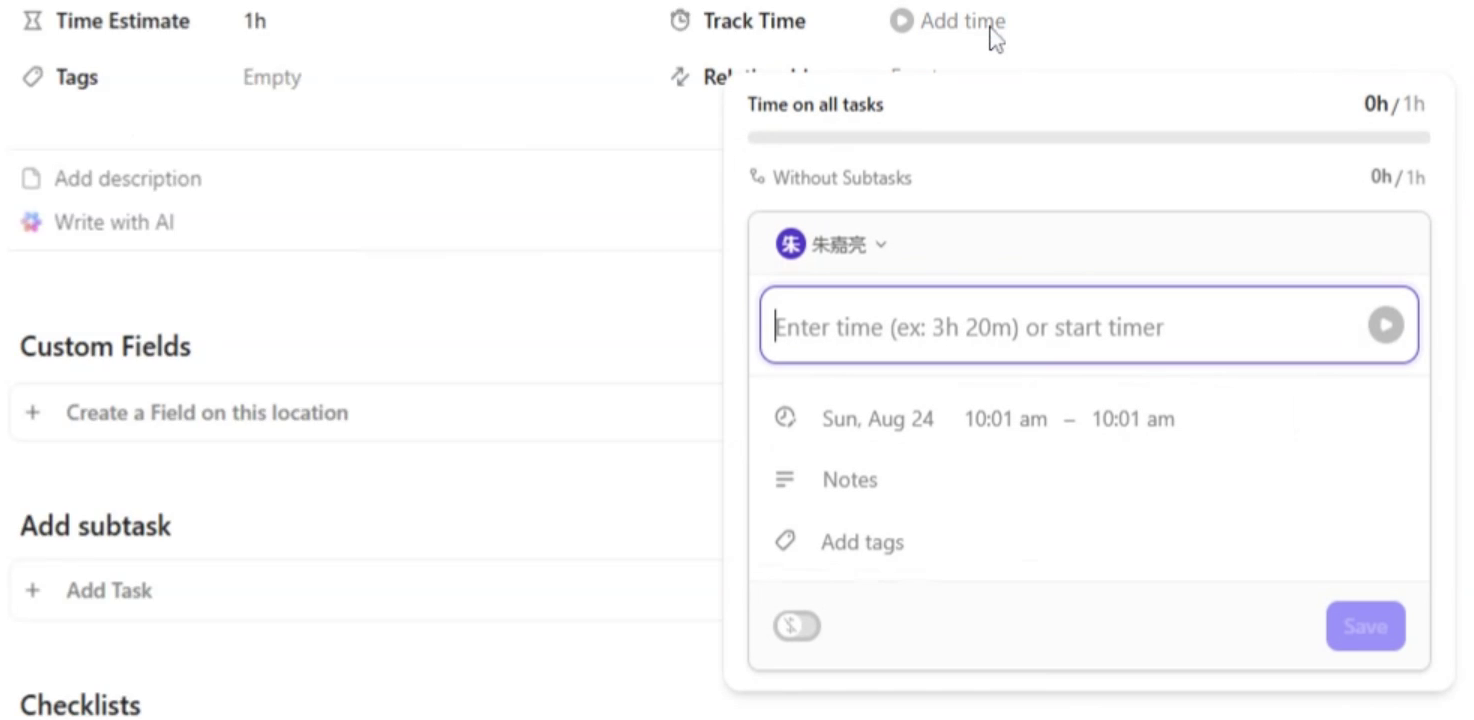 Time Estimate 1h Track Time Add time
Tags Empty
Time on all tasks 0h / 1h
Without Subtasks 0h / 1h
朱 朱嘉亮
Enter time (ex: 3h 20m) or start timer
Sun, Aug 24 10:01 am – 10:01 am
Notes
Add tags
Save
Add description
Write with AI
Custom Fields
+ Create a Field on this location
Add subtask
+ Add Task
Checklists